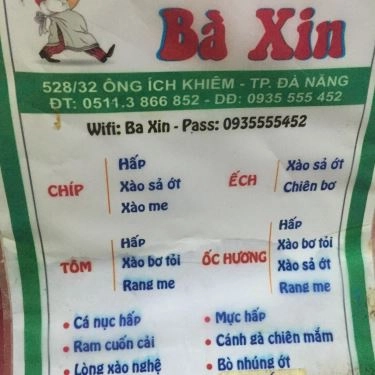 Bà Xin
528/32 ÔNG ÍCH KHIÊM - TP. ĐÀ NẴNG
ĐT: 0511.3 866 852 - DĐ: 0935 555 452
Wifi: Ba Xin - Pass: 0935555452
CHÍP
Hấp
Xào sả ớt
Xào me
ẾCH
Xào sả ớt
Chiên bơ
TÔM
Hấp
Xào bơ tỏi
Rang me
ỐC HƯƠNG
Hấp
Xào bơ tỏi
Xào sả ớt
Rang me
• Cá nục hấp
• Ram cuốn cải
• Lòng xào nghệ
• Mực hấp
• Cánh gà chiên mắm
• Bò nhúng ớt